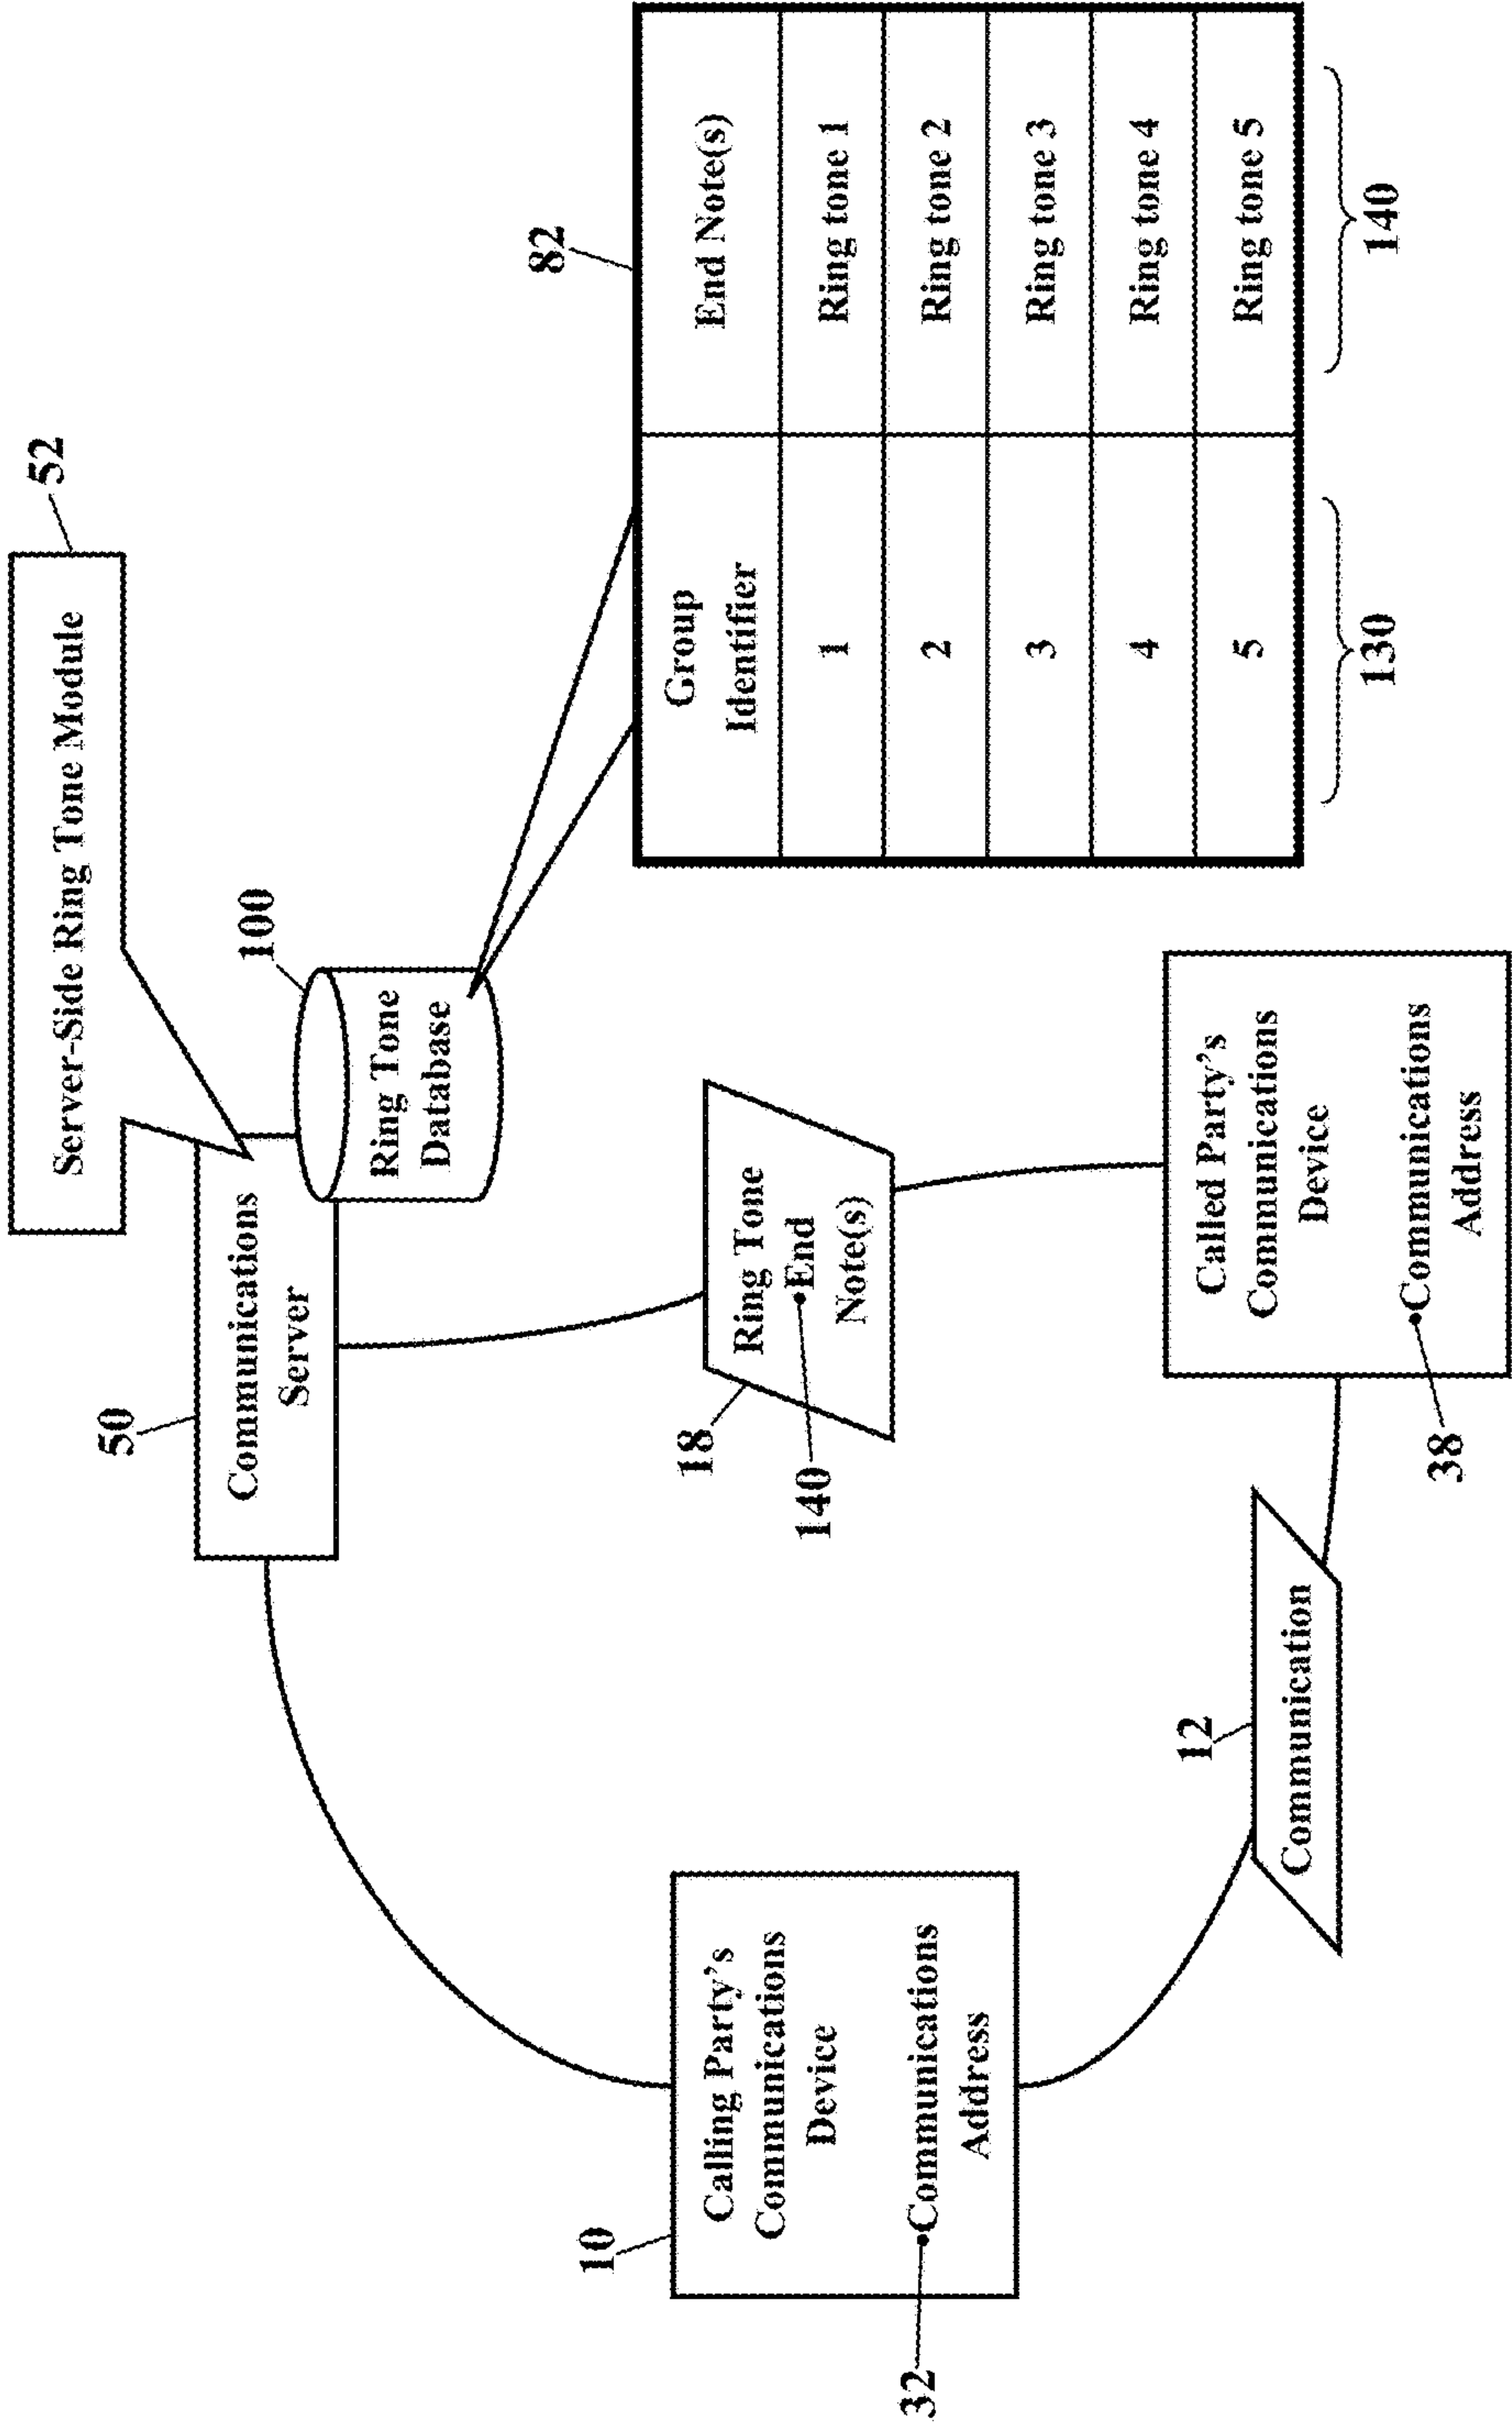 52
Server-Side Ring Tone Module
50
Communications
Server
100
Ring Tone
Database
82
Group
Identifier
End Note(s)
1
Ring tone 1
2
Ring tone 2
3
Ring tone 3
4
Ring tone 4
5
Ring tone 5
130
140
10
Calling Party's
Communications
Device
Communications
Address
32
18
Ring Tone
End
Note(s)
140
12
Communication
Called Party's
Communications
Device
Communications
Address
38